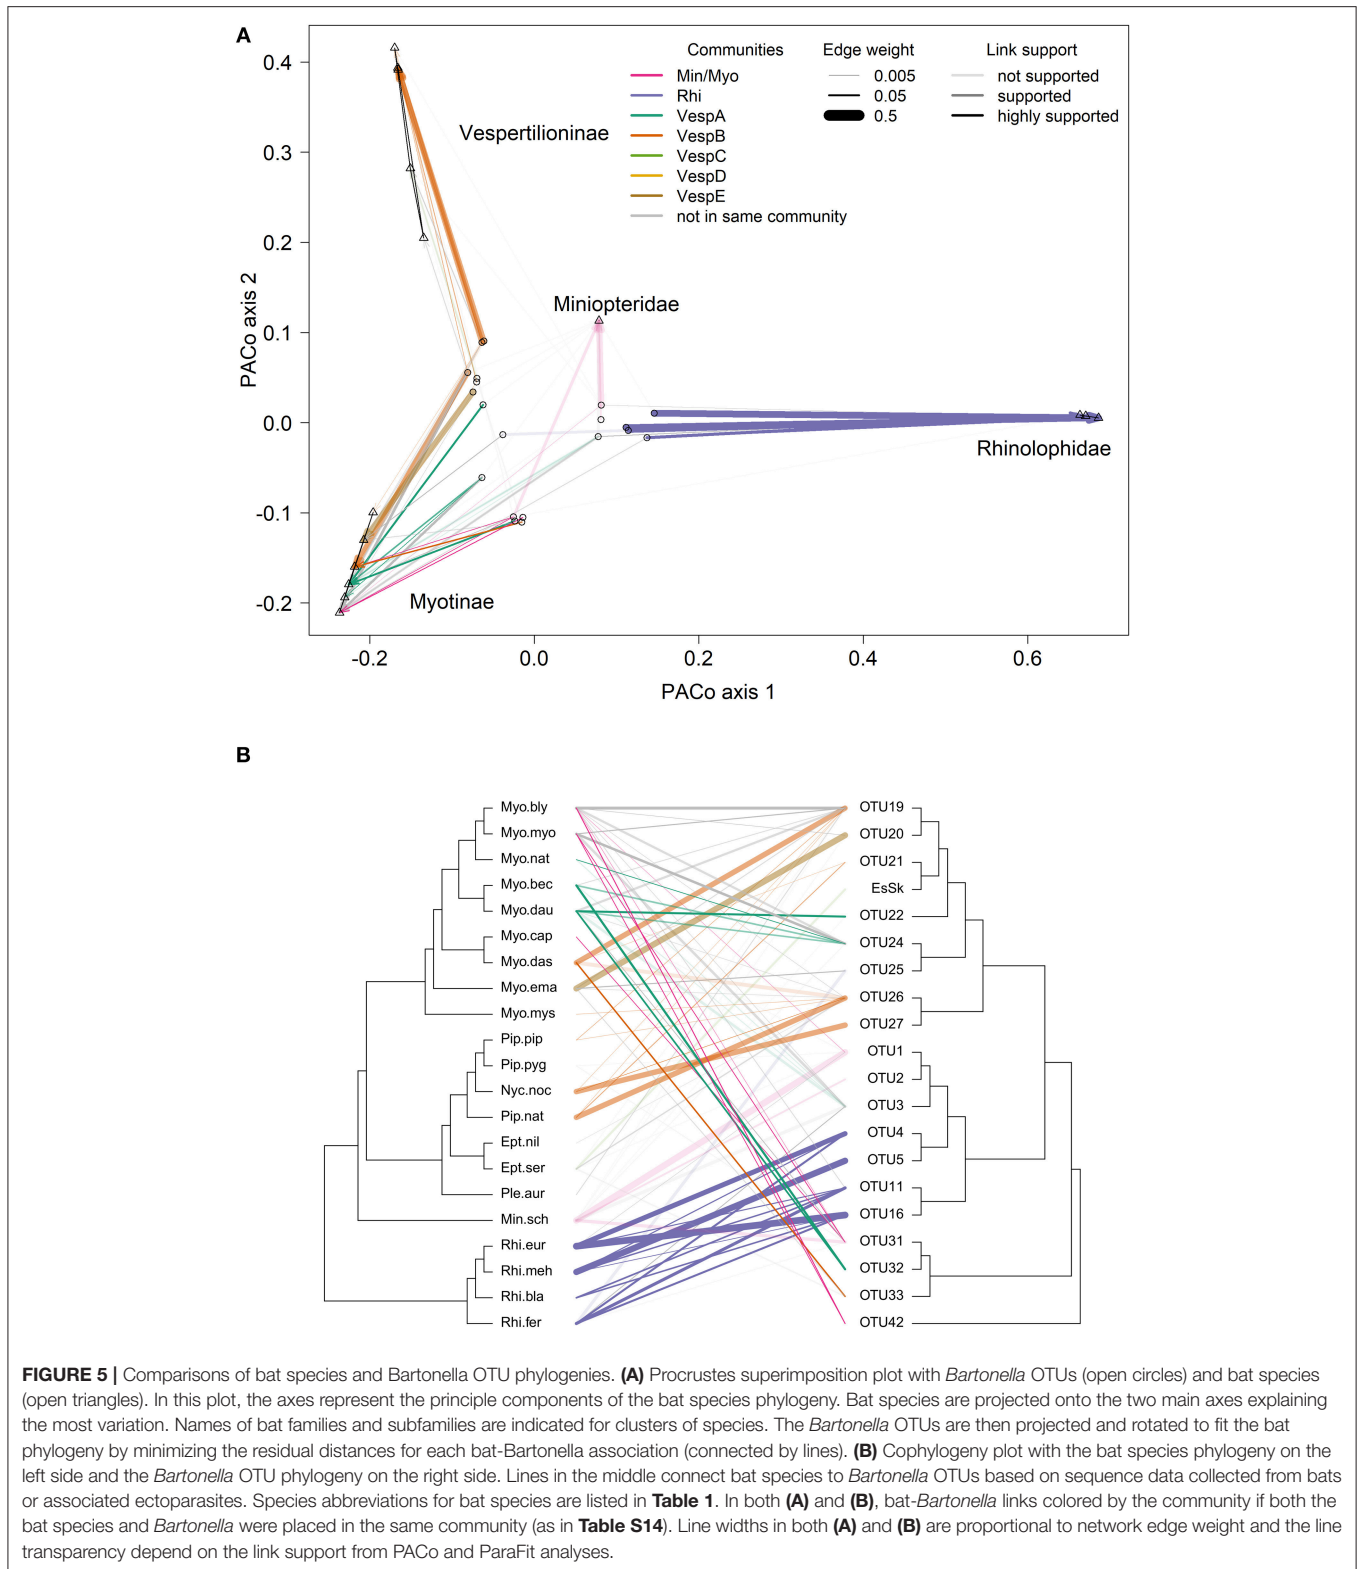 A
Communities
Min/Myo
Rhi
VespA
VespB
VespC
VespD
VespE
not in same community
Edge weight
0.005
0.05
0.5
Link support
not supported
supported
highly supported
Vespertilioninae
Miniopteridae
Rhinolophidae
Myotinae
PACo axis 2
0.4
0.3
0.2
0.1
0.0
-0.1
-0.2
-0.2
0.0
0.2
0.4
0.6
PACo axis 1
B
Myo.bly
Myo.myo
Myo.nat
Myo.bec
Myo.dau
Myo.cap
Myo.das
Myo.ema
Myo.mys
Pip.pip
Pip.pyg
Nyc.noc
Pip.nat
Ept.nil
Ept.ser
Ple.aur
Min.sch
Rhi.eur
Rhi.meh
Rhi.bla
Rhi.fer
OTU19
OTU20
OTU21
EsSk
OTU22
OTU24
OTU25
OTU26
OTU27
OTU1
OTU2
OTU3
OTU4
OTU5
OTU11
OTU16
OTU31
OTU32
OTU33
OTU42
FIGURE 5 | Comparisons of bat species and Bartonella OTU phylogenies. (A) Procrustes superimposition plot with Bartonella OTUs (open circles) and bat species
(open triangles). In this plot, the axes represent the principle components of the bat species phylogeny. Bat species are projected onto the two main axes explaining
the most variation. Names of bat families and subfamilies are indicated for clusters of species. The Bartonella OTUs are then projected and rotated to fit the bat
phylogeny by minimizing the residual distances for each bat-Bartonella association (connected by lines). (B) Cophylogeny plot with the bat species phylogeny on the
left side and the Bartonella OTU phylogeny on the right side. Lines in the middle connect bat species to Bartonella OTUs based on sequence data collected from bats
or associated ectoparasites. Species abbreviations for bat species are listed in Table 1. In both (A) and (B), bat-Bartonella links colored by the community if both the
bat species and Bartonella were placed in the same community (as in Table S14). Line widths in both (A) and (B) are proportional to network edge weight and the line
transparency depend on the link support from PACo and ParaFit analyses.